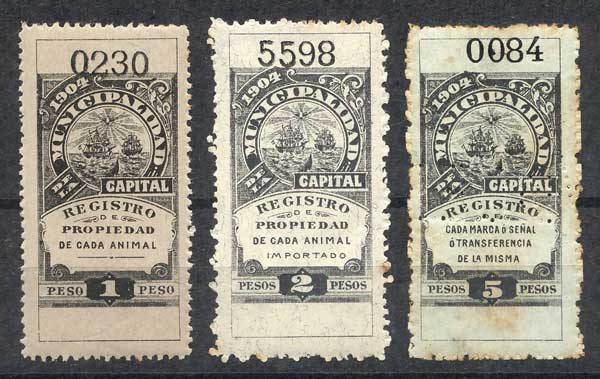 0230
1904
MUNICIPALIDAD
DE LA
CAPITAL
REGISTRO
DE
PROPIEDAD
DE CADA ANIMAL
PESO 1 PESO
5598
1904
MUNICIPALIDAD
DE LA
CAPITAL
REGISTRO
DE
PROPIEDAD
DE CADA ANIMAL
IMPORTADO
PESOS 2 PESOS
0084
1904
MUNICIPALIDAD
DE LA
CAPITAL
REGISTRO
DE
CADA MARCA Ó SEÑAL
Ó TRANSFERENCIA
DE LA MISMA
PESOS 5 PESOS